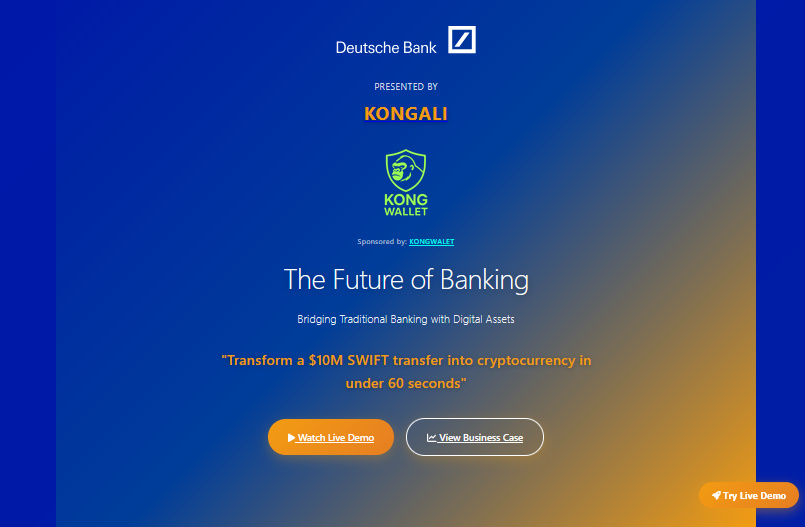 Deutsche Bank
PRESENTED BY
KONGALI
KONG
WALLET
Sponsored by: KONGWALET
The Future of Banking
Bridging Traditional Banking with Digital Assets
"Transform a $10M SWIFT transfer into cryptocurrency in
under 60 seconds"
Watch Live Demo
View Business Case
Try Live Demo